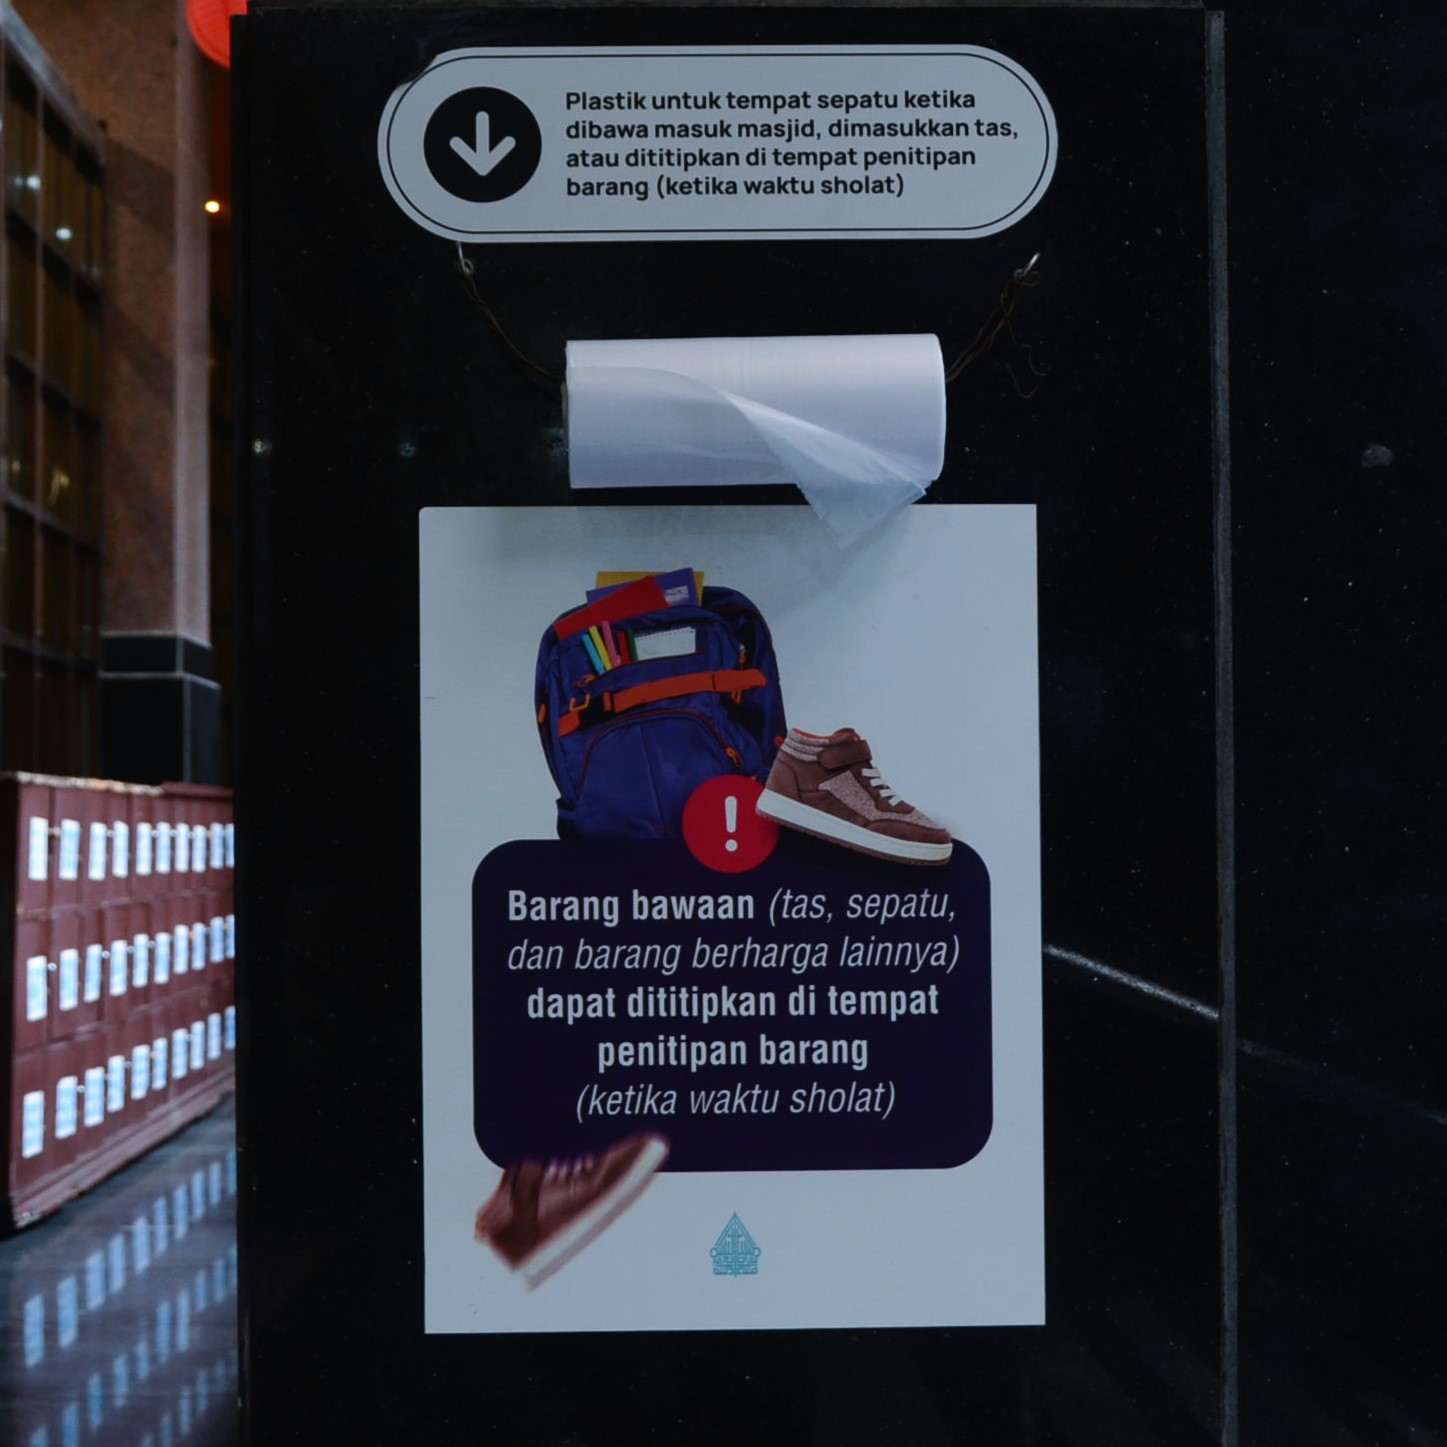 Plastik untuk tempat sepatu ketika
dibawa masuk masjid, dimasukkan tas,
atau dititipkan di tempat penitipan
barang (ketika waktu sholat)
Barang bawaan (tas, sepatu,
dan barang berharga lainnya)
dapat dititipkan di tempat
penitipan barang
(ketika waktu sholat)